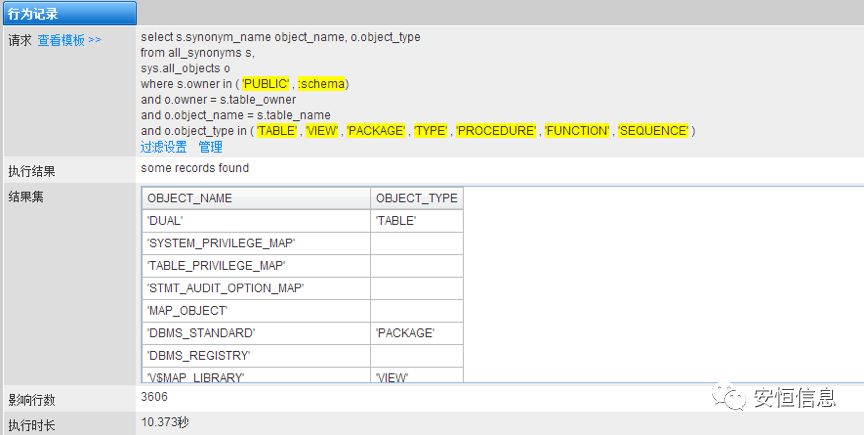 行为记录
请求 查看模板 >>
select s.synonym_name object_name, o.object_type
from all_synonyms s,
sys.all_objects o
where s.owner in ( 'PUBLIC' , :schema)
and o.owner = s.table_owner
and o.object_name = s.table_name
and o.object_type in ( 'TABLE' , 'VIEW' , 'PACKAGE' , 'TYPE' , 'PROCEDURE' , 'FUNCTION' , 'SEQUENCE' )
过滤设置 管理
执行结果 some records found
结果集
OBJECT_NAME OBJECT_TYPE
'DUAL' 'TABLE'
'SYSTEM_PRIVILEGE_MAP'
'TABLE_PRIVILEGE_MAP'
'STMT_AUDIT_OPTION_MAP'
'MAP_OBJECT'
'DBMS_STANDARD' 'PACKAGE'
'DBMS_REGISTRY'
'V$MAP_LIBRARY' 'VIEW'
影响行数 3606
执行时长 10.373秒
安恒信息